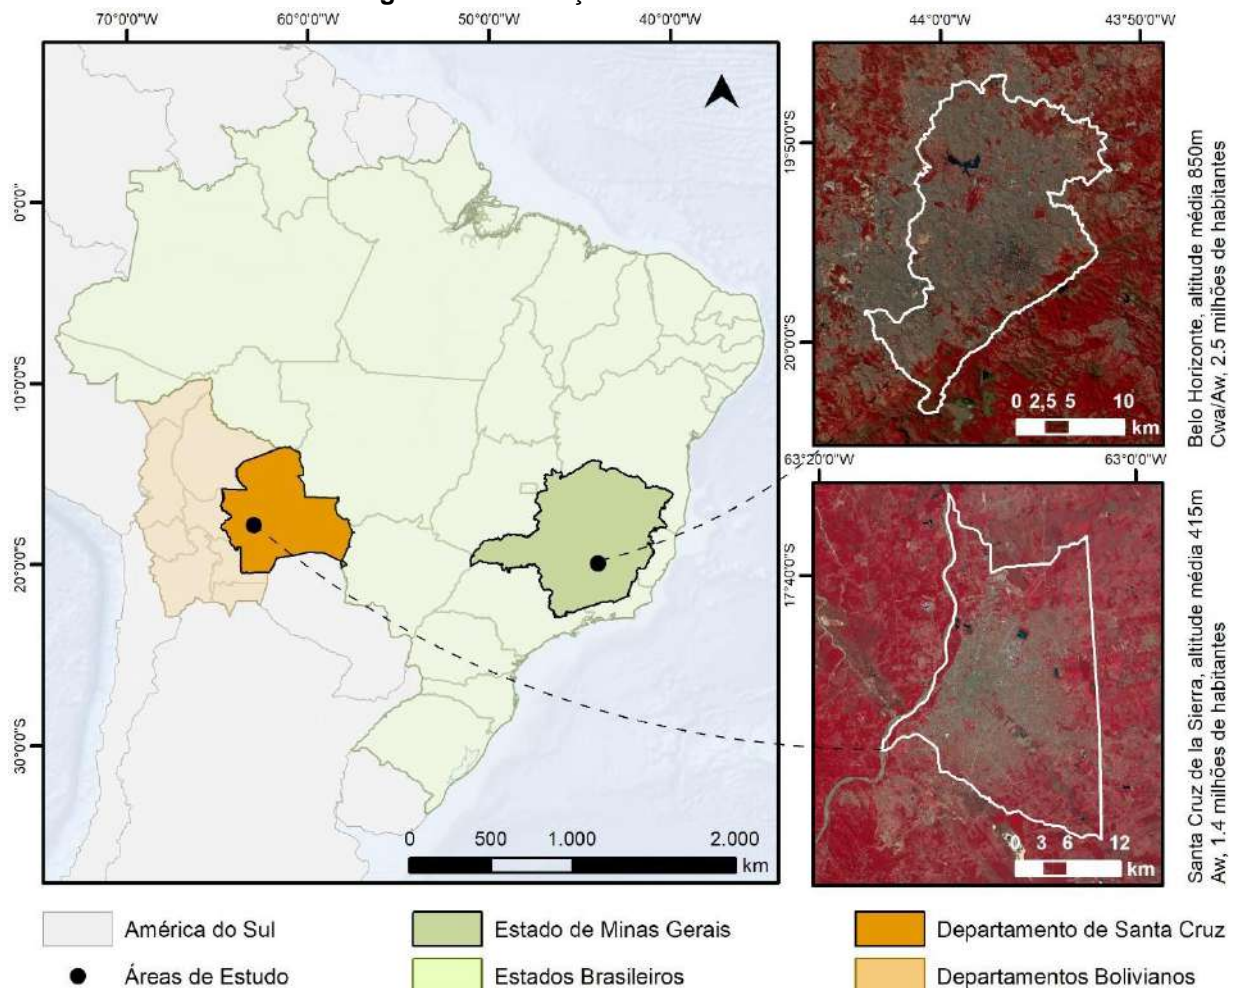 70°0'0"W 60°0'0"W 50°0'0"W 40°0'0"W
0°0'0"
10°0'0"S
20°0'0"S
30°0'0"S
0 500 1.000 2.000
km
44°0'0"W 43°50'0"W
19°50'0"S
20°0'0"S
0 2,5 5 10
km
Belo Horizonte, altitude média 850m
Cwa/Aw, 2.5 milhões de habitantes
63°20'0"W 63°0'0"W
17°40'0"S
0 3 6 12
km
Santa Cruz de la Sierra, altitude média 415m
Aw, 1.4 milhões de habitantes
América do Sul
Estado de Minas Gerais
Departamento de Santa Cruz
Áreas de Estudo
Estados Brasileiros
Departamentos Bolivianos